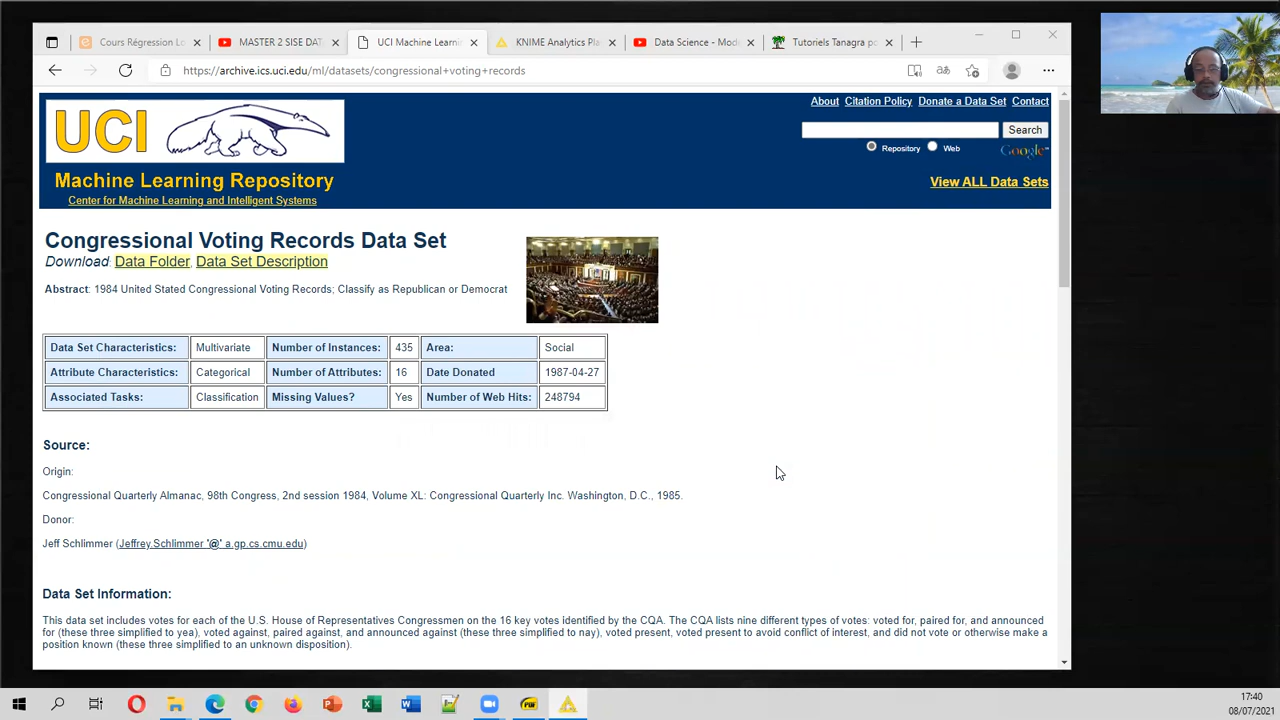 Cours Régression Lo
MASTER 2 SISE DAT
UCI Machine Learnin
KNIME Analytics Pla
Data Science - Mod
Tutoriels Tanagra po
https://archive.ics.uci.edu/ml/datasets/congressional+voting+records
UCI
Machine Learning Repository
Center for Machine Learning and Intelligent Systems
About Citation Policy Donate a Data Set Contact
Search
Repository Web
Google
View ALL Data Sets
Congressional Voting Records Data Set
Download: Data Folder, Data Set Description
Abstract: 1984 United Stated Congressional Voting Records; Classify as Republican or Democrat
Data Set Characteristics: Multivariate Number of Instances: 435 Area: Social
Attribute Characteristics: Categorical Number of Attributes: 16 Date Donated 1987-04-27
Associated Tasks: Classification Missing Values? Yes Number of Web Hits: 248794
Source:
Origin:
Congressional Quarterly Almanac, 98th Congress, 2nd session 1984, Volume XL: Congressional Quarterly Inc. Washington, D.C., 1985.
Donor:
Jeff Schlimmer (Jeffrey.Schlimmer '@' a.gp.cs.cmu.edu)
Data Set Information:
This data set includes votes for each of the U.S. House of Representatives Congressmen on the 16 key votes identified by the CQA. The CQA lists nine different types of votes: voted for, paired for, and announced
for (these three simplified to yea), voted against, paired against, and announced against (these three simplified to nay), voted present, voted present to avoid conflict of interest, and did not vote or otherwise make a
position known (these three simplified to an unknown disposition).
17:40
08/07/2021